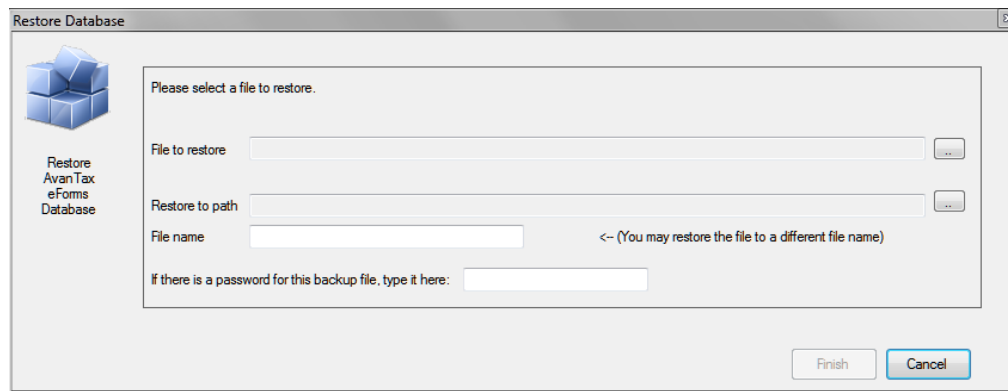 Restore Database
Restore
AvanTax
eForms
Database
Please select a file to restore.
File to restore
..
Restore to path
..
File name
<-- (You may restore the file to a different file name)
If there is a password for this backup file, type it here:
Finish
Cancel